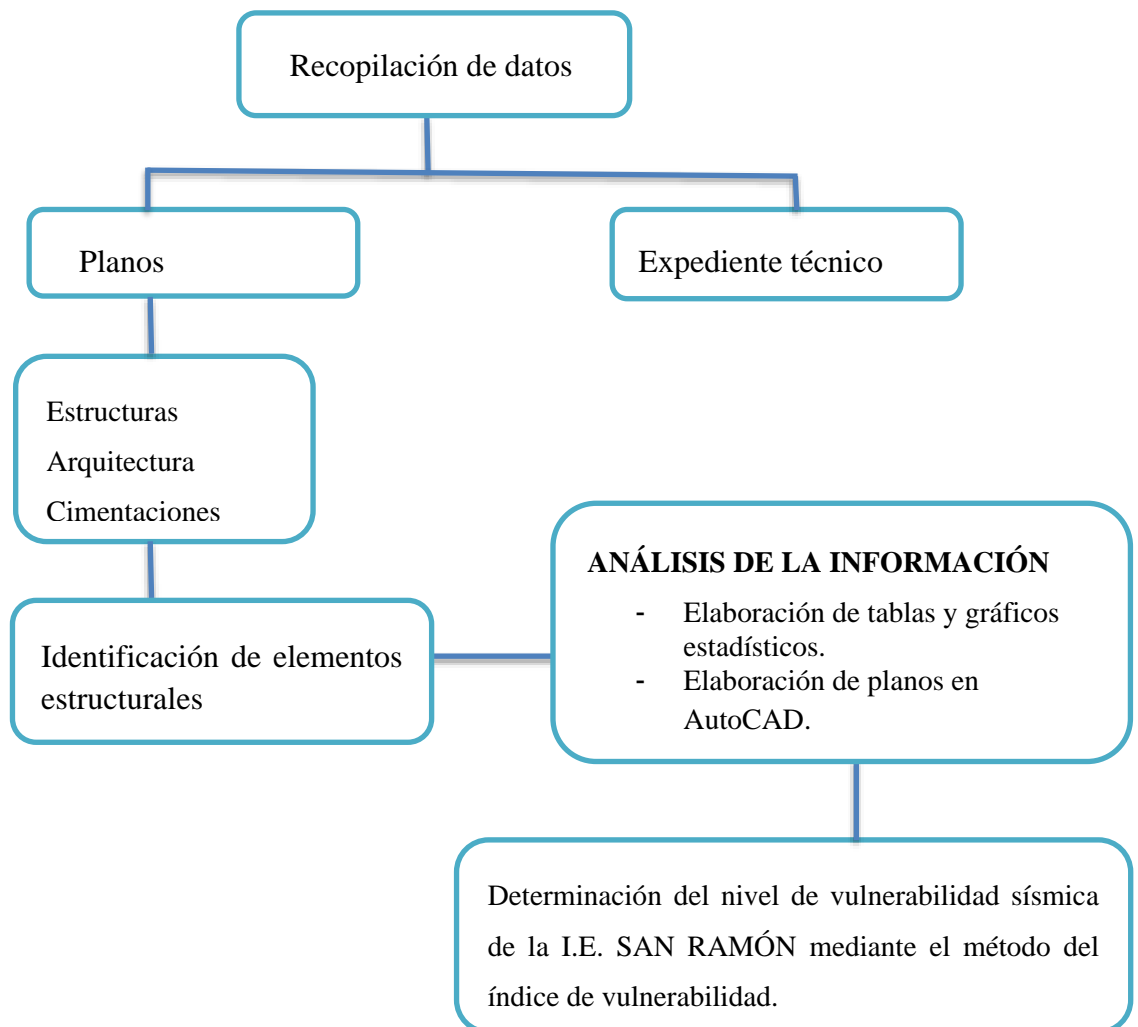 Recopilación de datos
Planos
Expediente técnico
Estructuras
Arquitectura
Cimentaciones
Identificación de elementos
estructurales
ANÁLISIS DE LA INFORMACIÓN
- Elaboración de tablas y gráficos
estadísticos.
- Elaboración de planos en
AutoCAD.
Determinación del nivel de vulnerabilidad sísmica
de la I.E. SAN RAMÓN mediante el método del
índice de vulnerabilidad.